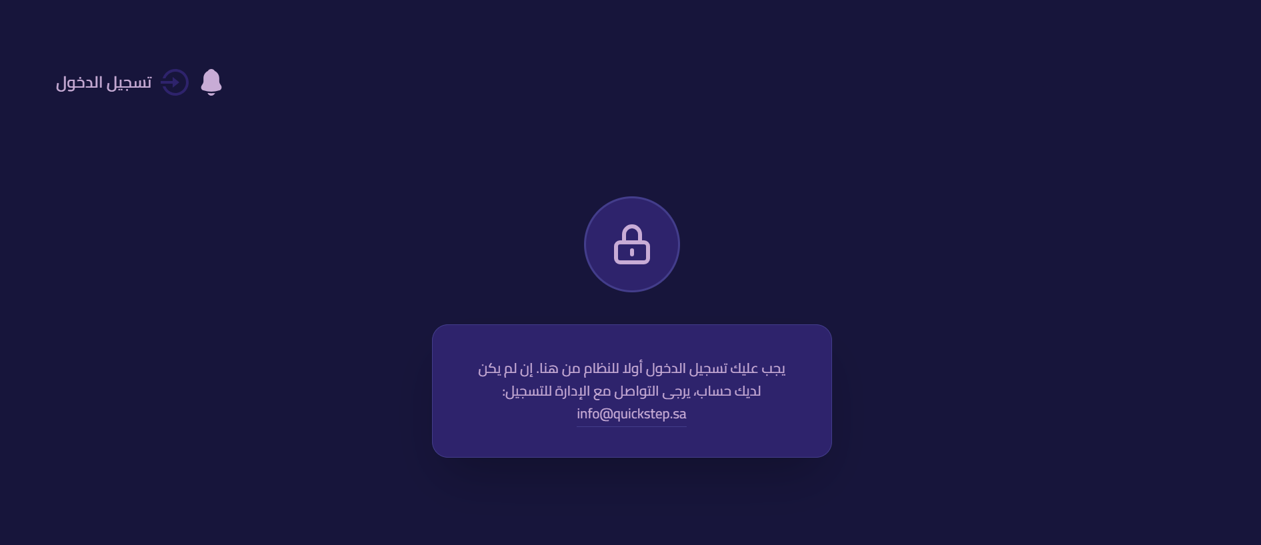 تسجيل الدخول
يجب عليك تسجيل الدخول أولا للنظام من هنا. إن لم يكن
لديك حساب، يرجى التواصل مع الإدارة للتسجيل:
info@quickstep.sa